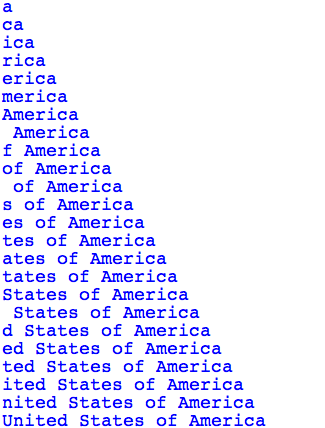 a
ca
ica
rica
erica
merica
America
 America
f America
of America
 of America
s of America
es of America
tes of America
ates of America
tates of America
States of America
 States of America
d States of America
ed States of America
ted States of America
ited States of America
nited States of America
United States of America